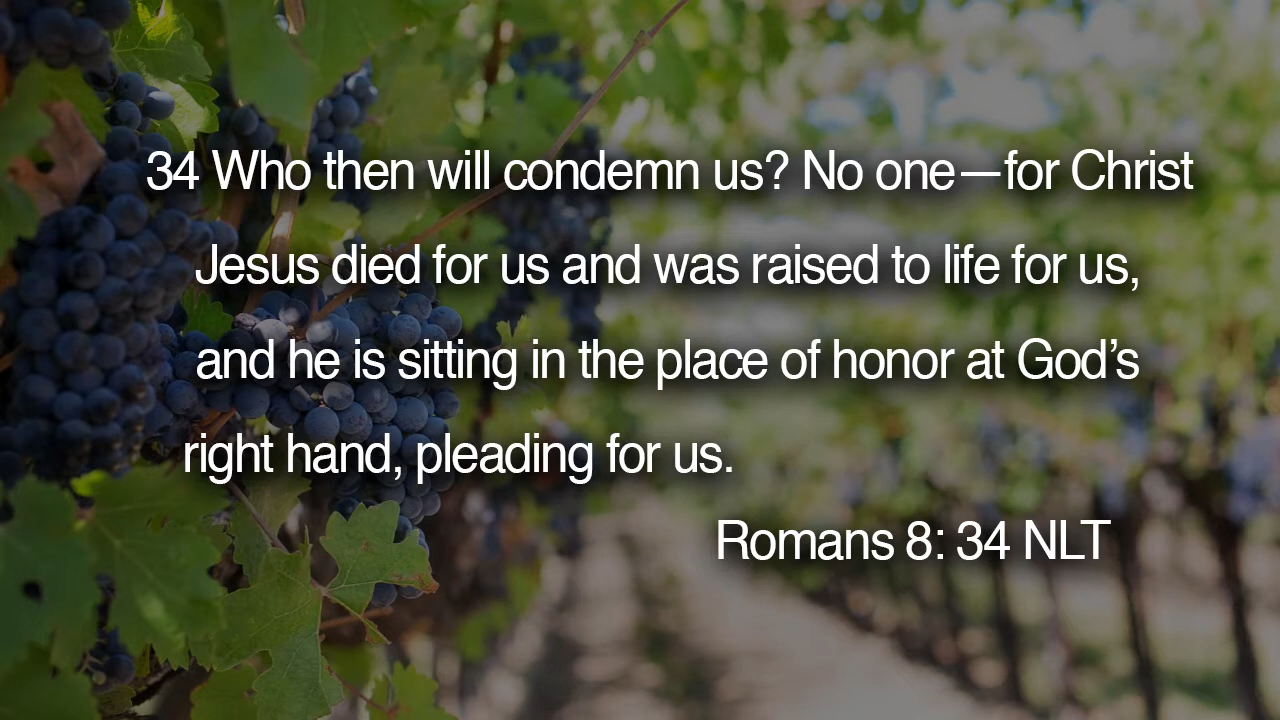 34 Who then will condemn us? No one—for Christ
Jesus died for us and was raised to life for us,
and he is sitting in the place of honor at God’s
right hand, pleading for us.
Romans 8: 34 NLT